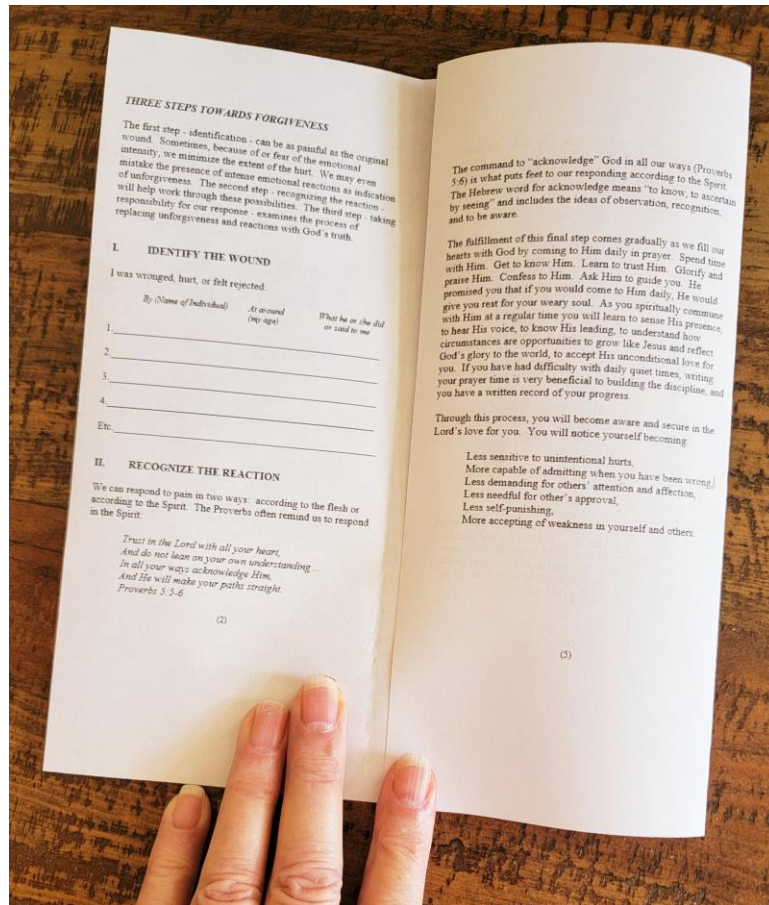 THREE STEPS TOWARDS FORGIVENESS
The first step - identification - can be as painful as the original
wound. Sometimes, because of or fear of the emotional
intensity, we minimize the extent of the hurt. We may even
mistake the presence of intense emotional reactions as indication
of unforgiveness. The second step - recognizing the reaction -
will help work through these possibilities. The third step - taking
responsibility for our response - examines the process of
replacing unforgiveness and reactions with God's truth.
I. IDENTIFY THE WOUND
I was wronged, hurt, or felt rejected:
By (Name of Individual) At around What he or she did
(my age) or said to me
1.
2.
3.
4.
Etc.
II. RECOGNIZE THE REACTION
We can respond to pain in two ways: according to the flesh or
according to the Spirit. The Proverbs often remind us to respond
in the Spirit:
Trust in the Lord with all your heart,
And do not lean on your own understanding...
In all your ways acknowledge Him,
And He will make your paths straight.
Proverbs 5:5-6
(2)
The command to "acknowledge" God in all our ways (Proverbs
5:6) is what puts feet to our responding according to the Spirit.
The Hebrew word for acknowledge means "to know, to ascertain
by seeing" and includes the ideas of observation, recognition,
and to be aware.
The fulfillment of this final step comes gradually as we fill our
hearts with God by coming to Him daily in prayer. Spend time
with Him. Get to know Him. Learn to trust Him. Glorify and
praise Him. Confess to Him. Ask Him to guide you. He
promised you that if you would come to Him daily, He would
give you rest for your weary soul. As you spiritually commune
with Him at a regular time you will learn to sense His presence,
to hear His voice, to know His leading, to understand how
circumstances are opportunities to grow like Jesus and reflect
God's glory to the world, to accept His unconditional love for
you. If you have had difficulty with daily quiet times, writing
your prayer time is very beneficial to building the discipline, and
you have a written record of your progress.
Through this process, you will become aware and secure in the
Lord's love for you. You will notice yourself becoming:
Less sensitive to unintentional hurts,
More capable of admitting when you have been wrong,
Less demanding for others' attention and affection,
Less needful for other's approval,
Less self-punishing,
More accepting of weakness in yourself and others.
(5)